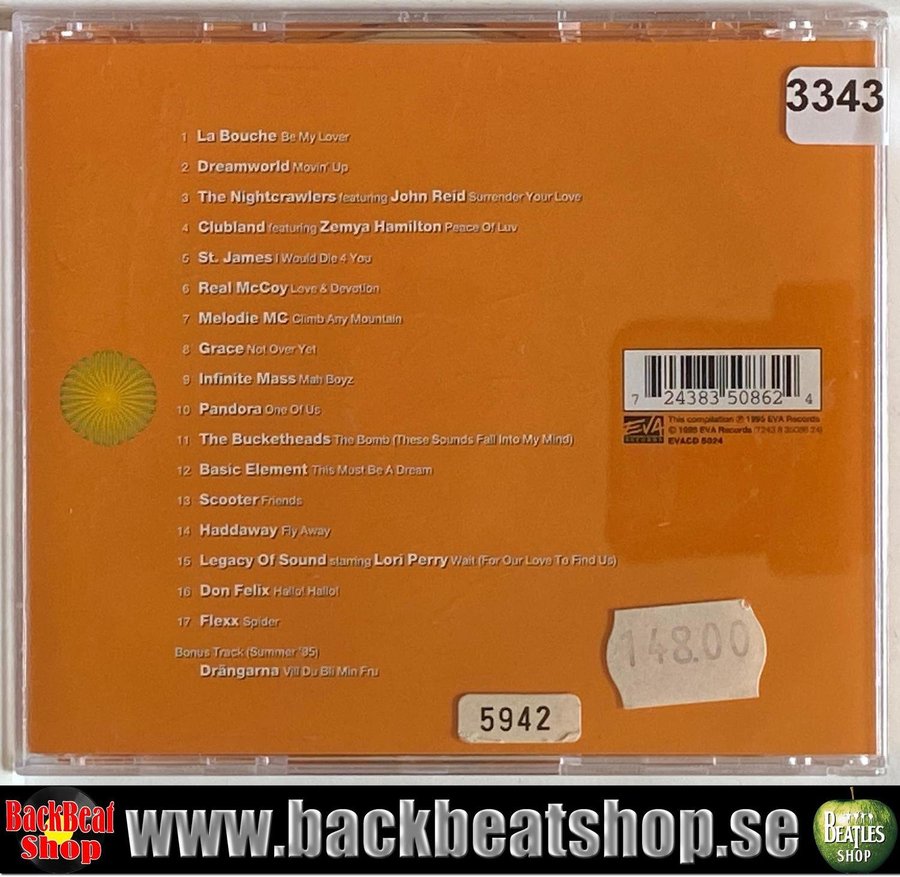 3343
1 La Bouche Be My Lover
2 Dreamworld Movin' Up
3 The Nightcrawlers featuring John Reid Surrender Your Love
4 Clubland featuring Zemya Hamilton Peace Of Luv
5 St. James I Would Die 4 You
6 Real McCoy Love & Devotion
7 Melodie MC Climb Any Mountain
8 Grace Not Over Yet
9 Infinite Mass Mah Boyz
10 Pandora One Of Us
11 The Bucketheads The Bomb (These Sounds Fall Into My Mind)
12 Basic Element This Must Be A Dream
13 Scooter Friends
14 Haddaway Fly Away
15 Legacy Of Sound starring Lori Perry Wait (For Our Love To Find Us)
16 Don Felix Hallo! Hallo!
17 Flexx Spider
Bonus Track (Summer '95)
Drängarna Vill Du Bli Min Fru
7 24383 50862 4
EVA RECORDS
This compilation ℗ 1995 EVA Records
© 1995 EVA Records (7243 8 35086 24)
EVACD 5024
148.00
5942
BackBeat Shop
www.backbeatshop.se
BEATLES SHOP